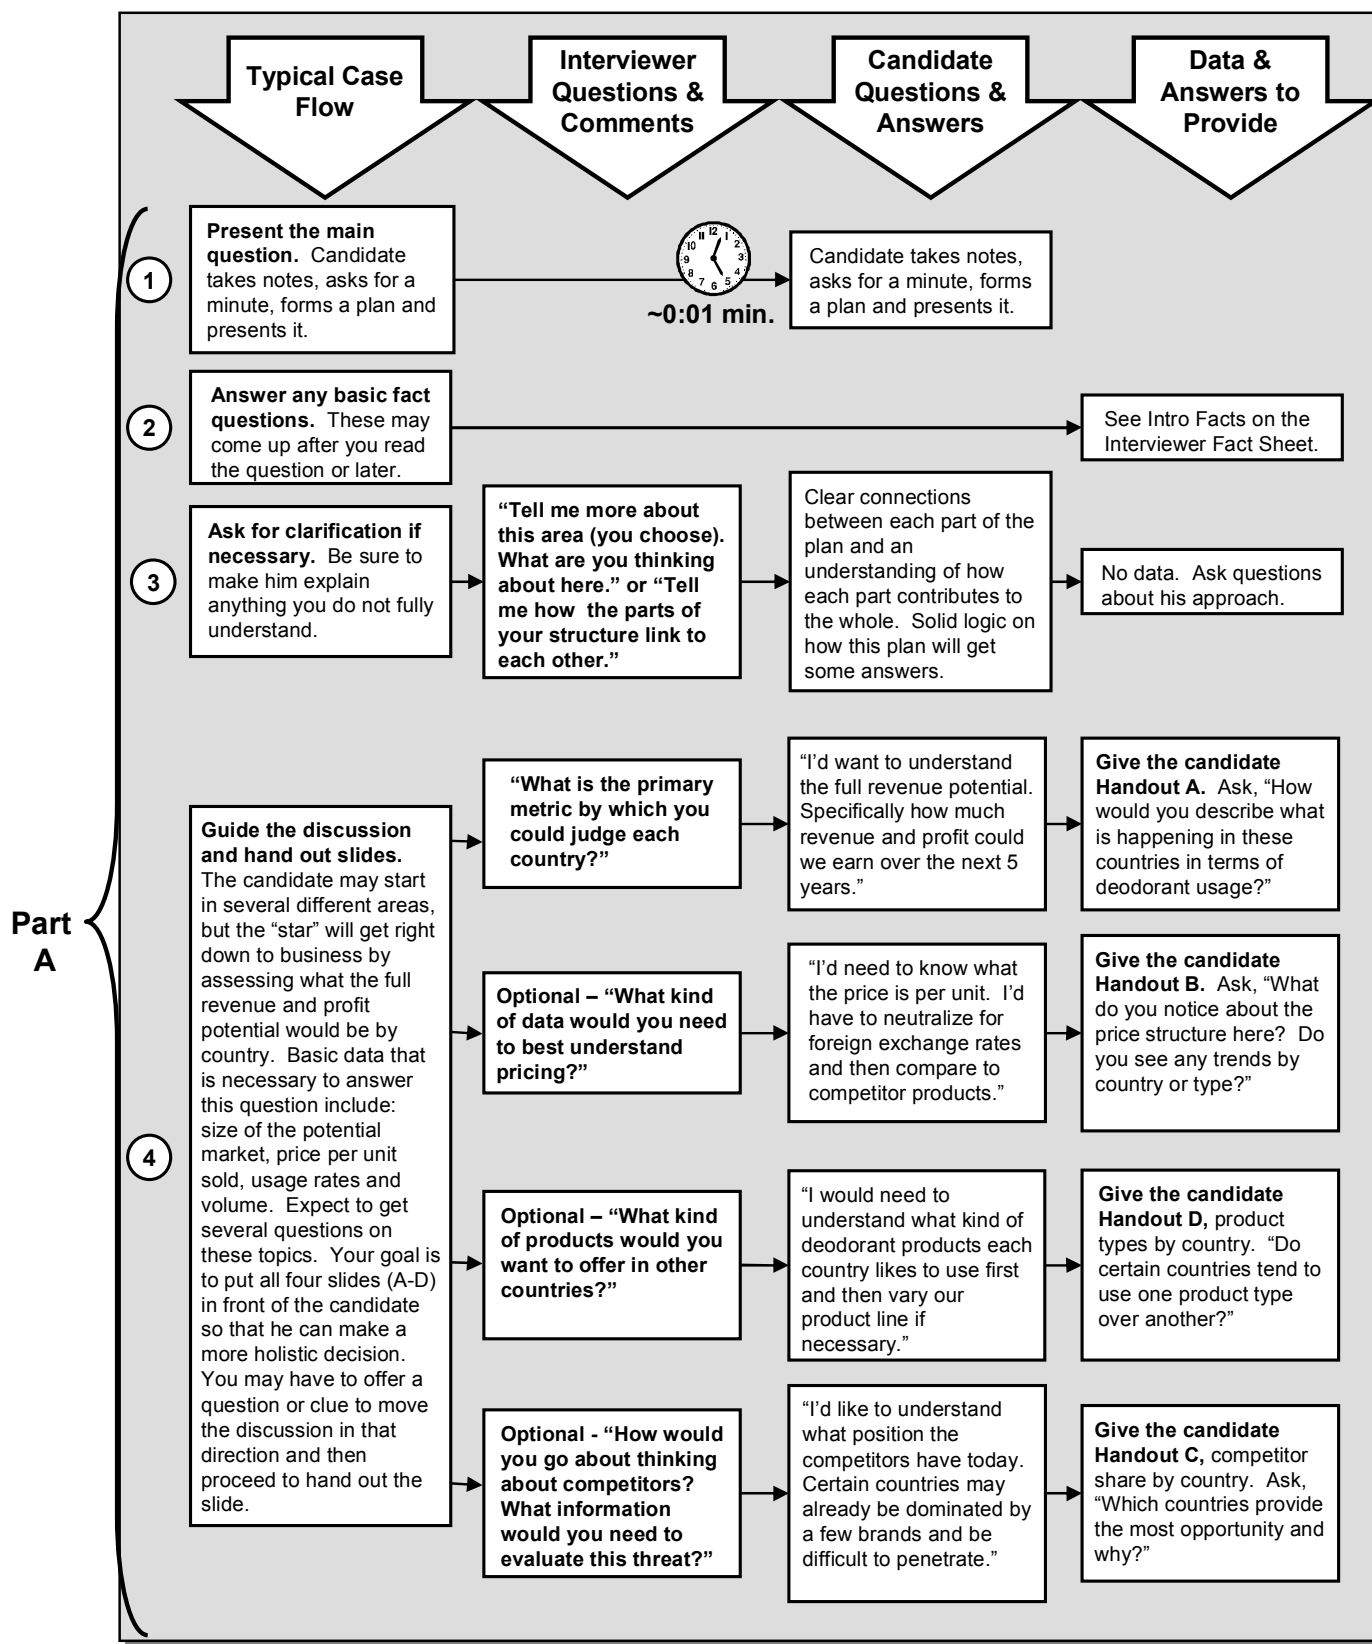 Typical Case
Flow
Interviewer
Questions &
Comments
Candidate
Questions &
Answers
Data &
Answers to
Provide
Part
A
1
Present the main
question. Candidate
takes notes, asks for a
minute, forms a plan and
presents it.
12
1
2
3
4
5
6
7
8
9
10
11
~0:01 min.
Candidate takes notes,
asks for a minute, forms
a plan and presents it.
2
Answer any basic fact
questions. These may
come up after you read
the question or later.
See Intro Facts on the
Interviewer Fact Sheet.
3
Ask for clarification if
necessary. Be sure to
make him explain
anything you do not fully
understand.
“Tell me more about
this area (you choose).
What are you thinking
about here.” or “Tell
me how the parts of
your structure link to
each other.”
Clear connections
between each part of the
plan and an
understanding of how
each part contributes to
the whole. Solid logic on
how this plan will get
some answers.
No data. Ask questions
about his approach.
4
Guide the discussion
and hand out slides.
The candidate may start
in several different areas,
but the “star” will get right
down to business by
assessing what the full
revenue and profit
potential would be by
country. Basic data that
is necessary to answer
this question include:
size of the potential
market, price per unit
sold, usage rates and
volume. Expect to get
several questions on
these topics. Your goal is
to put all four slides (A-D)
in front of the candidate
so that he can make a
more holistic decision.
You may have to offer a
question or clue to move
the discussion in that
direction and then
proceed to hand out the
slide.
“What is the primary
metric by which you
could judge each
country?”
“I’d want to understand
the full revenue potential.
Specifically how much
revenue and profit could
we earn over the next 5
years.”
Give the candidate
Handout A. Ask, “How
would you describe what
is happening in these
countries in terms of
deodorant usage?”
Optional – “What kind
of data would you need
to best understand
pricing?”
“I’d need to know what
the price is per unit. I’d
have to neutralize for
foreign exchange rates
and then compare to
competitor products.”
Give the candidate
Handout B. Ask, “What
do you notice about the
price structure here? Do
you see any trends by
country or type?”
Optional – “What kind
of products would you
want to offer in other
countries?”
“I would need to
understand what kind of
deodorant products each
country likes to use first
and then vary our
product line if
necessary.”
Give the candidate
Handout D, product
types by country. “Do
certain countries tend to
use one product type
over another?”
Optional - “How would
you go about thinking
about competitors?
What information
would you need to
evaluate this threat?”
“I’d like to understand
what position the
competitors have today.
Certain countries may
already be dominated by
a few brands and be
difficult to penetrate.”
Give the candidate
Handout C, competitor
share by country. Ask,
“Which countries provide
the most opportunity and
why?”